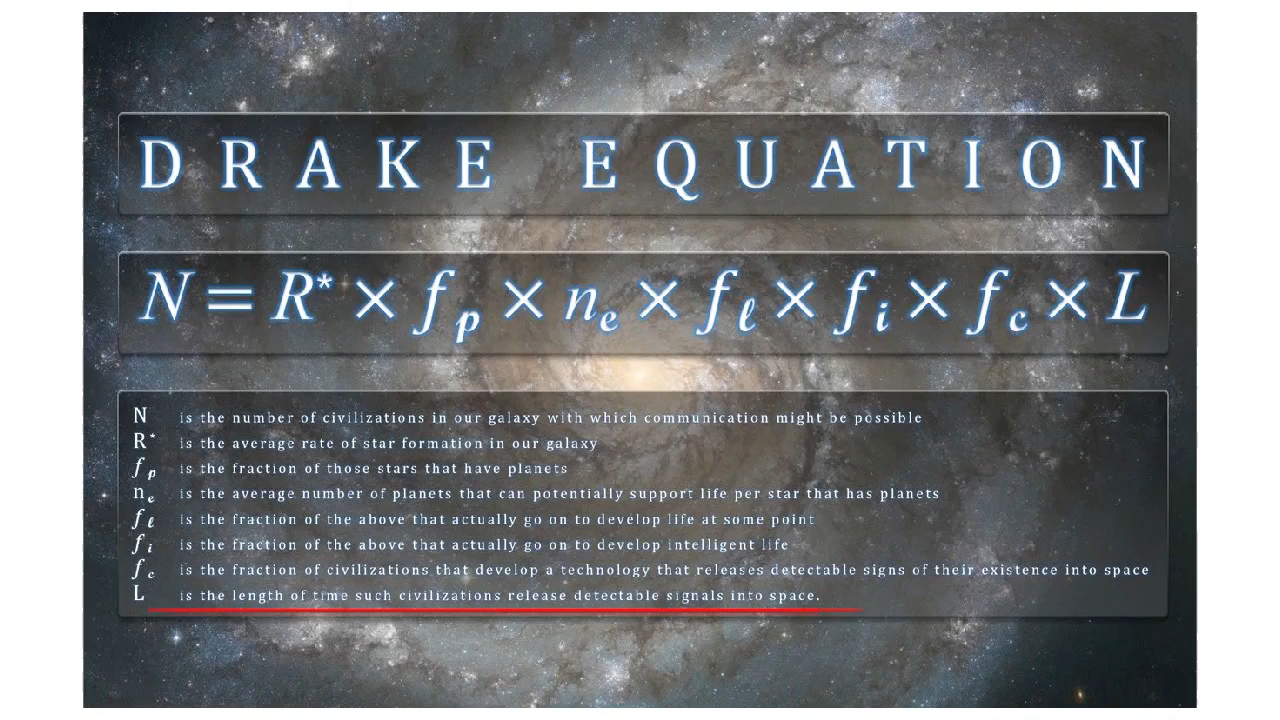 DRAKE EQUATION
N = R* × fₚ × nₑ × fℓ × fᵢ × f꜀ × L
N is the number of civilizations in our galaxy with which communication might be possible
R* is the average rate of star formation in our galaxy
fₚ is the fraction of those stars that have planets
nₑ is the average number of planets that can potentially support life per star that has planets
fℓ is the fraction of the above that actually go on to develop life at some point
fᵢ is the fraction of the above that actually go on to develop intelligent life
f꜀ is the fraction of civilizations that develop a technology that releases detectable signs of their existence into space
L is the length of time such civilizations release detectable signals into space.